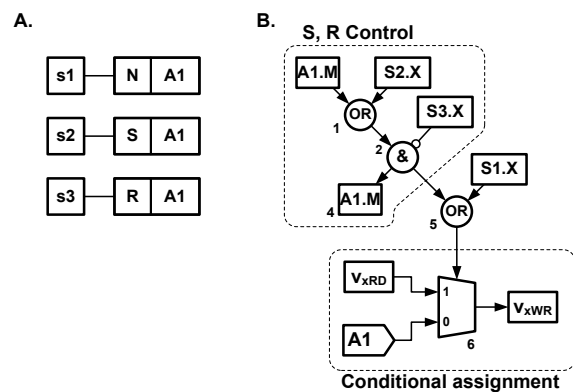 A.
s1 N A1
s2 S A1
s3 R A1
B.
S, R Control
A1.M S2.X
OR S3.X
1
2 & S1.X
A1.M
4 OR
5
vxRD 1 vxWR
A1 0
6
Conditional assignment